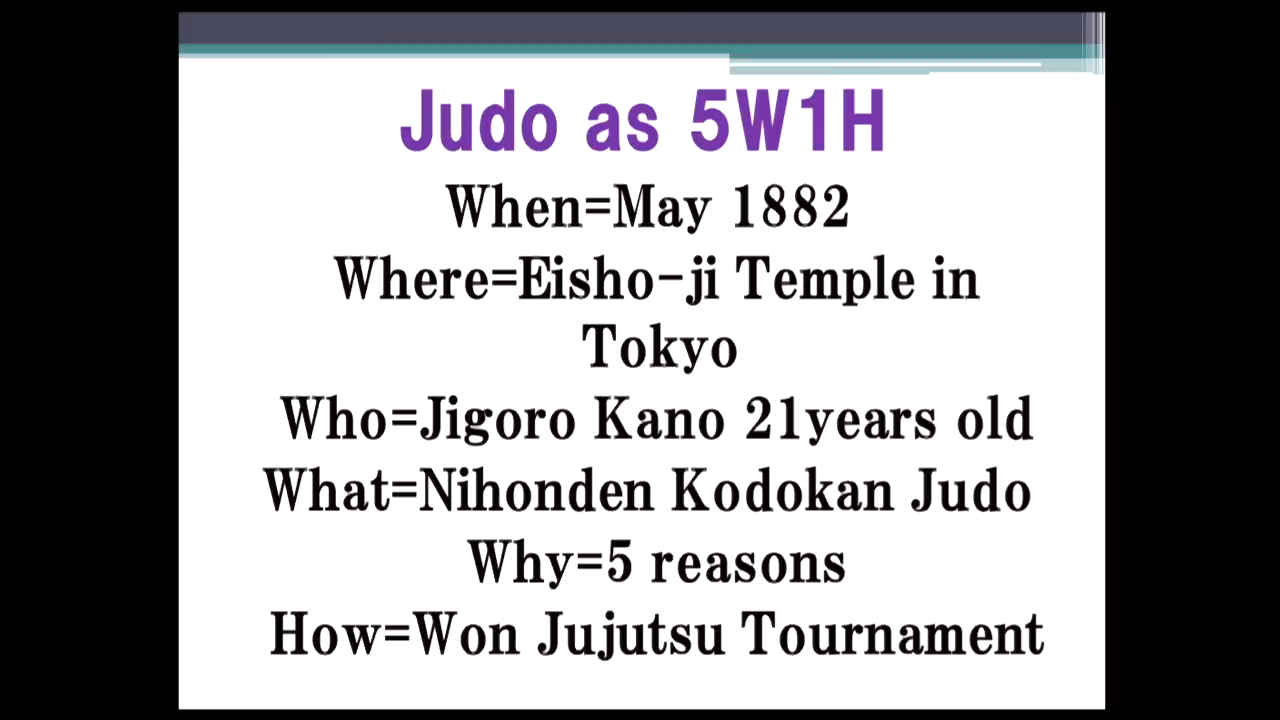 Judo as 5W1H
When=May 1882
Where=Eisho-ji Temple in
Tokyo
Who=Jigoro Kano 21years old
What=Nihonden Kodokan Judo
Why=5 reasons
How=Won Jujutsu Tournament